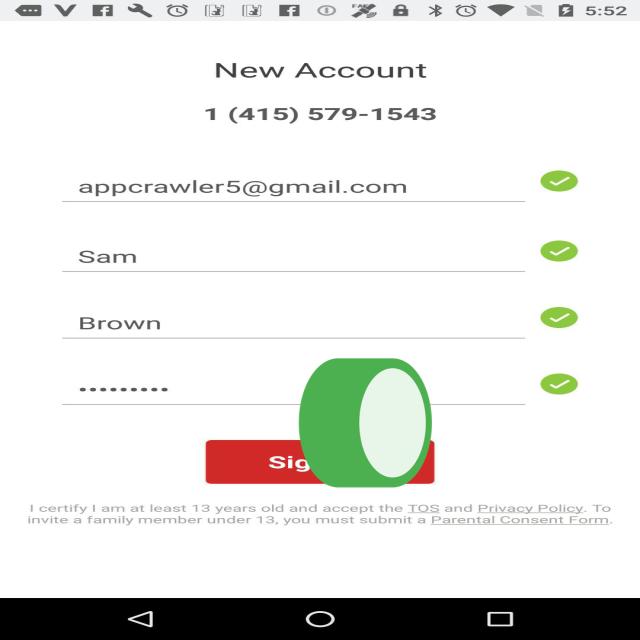 5:52
New Account
1 (415) 579-1543
appcrawler5@gmail.com
Sam
Brown
•••••••••
I certify I am at least 13 years old and accept the TOS and Privacy Policy. To
invite a family member under 13, you must submit a Parental Consent Form.